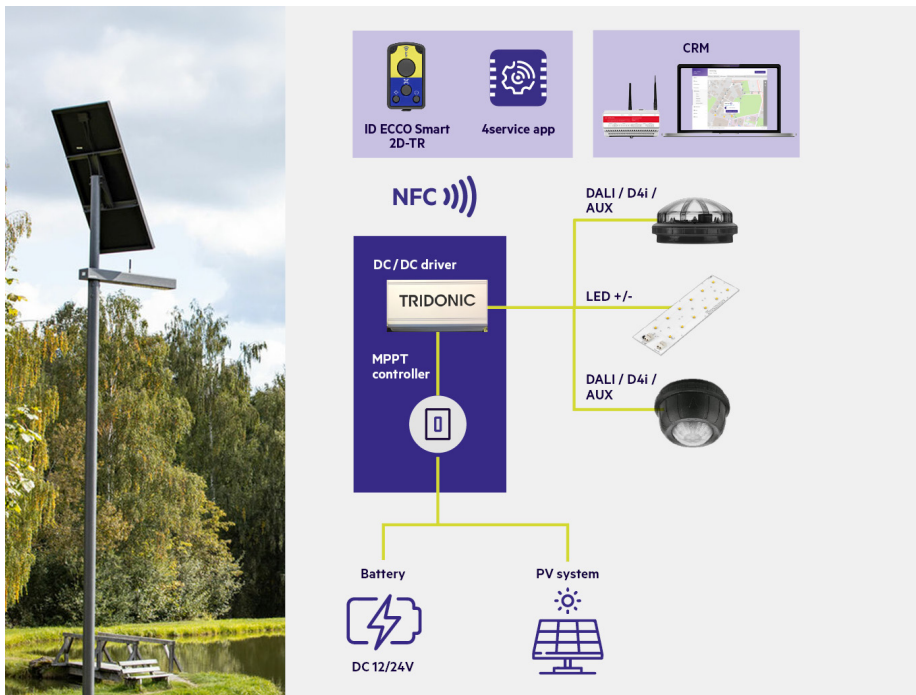 ID ECCO Smart
2D-TR
4service app
CRM
NFC
DALI / D4i /
AUX
DC/DC driver
TRIDONIC
LED +/-
MPPT
controller
DALI / D4i /
AUX
Battery
PV system
DC 12/24V